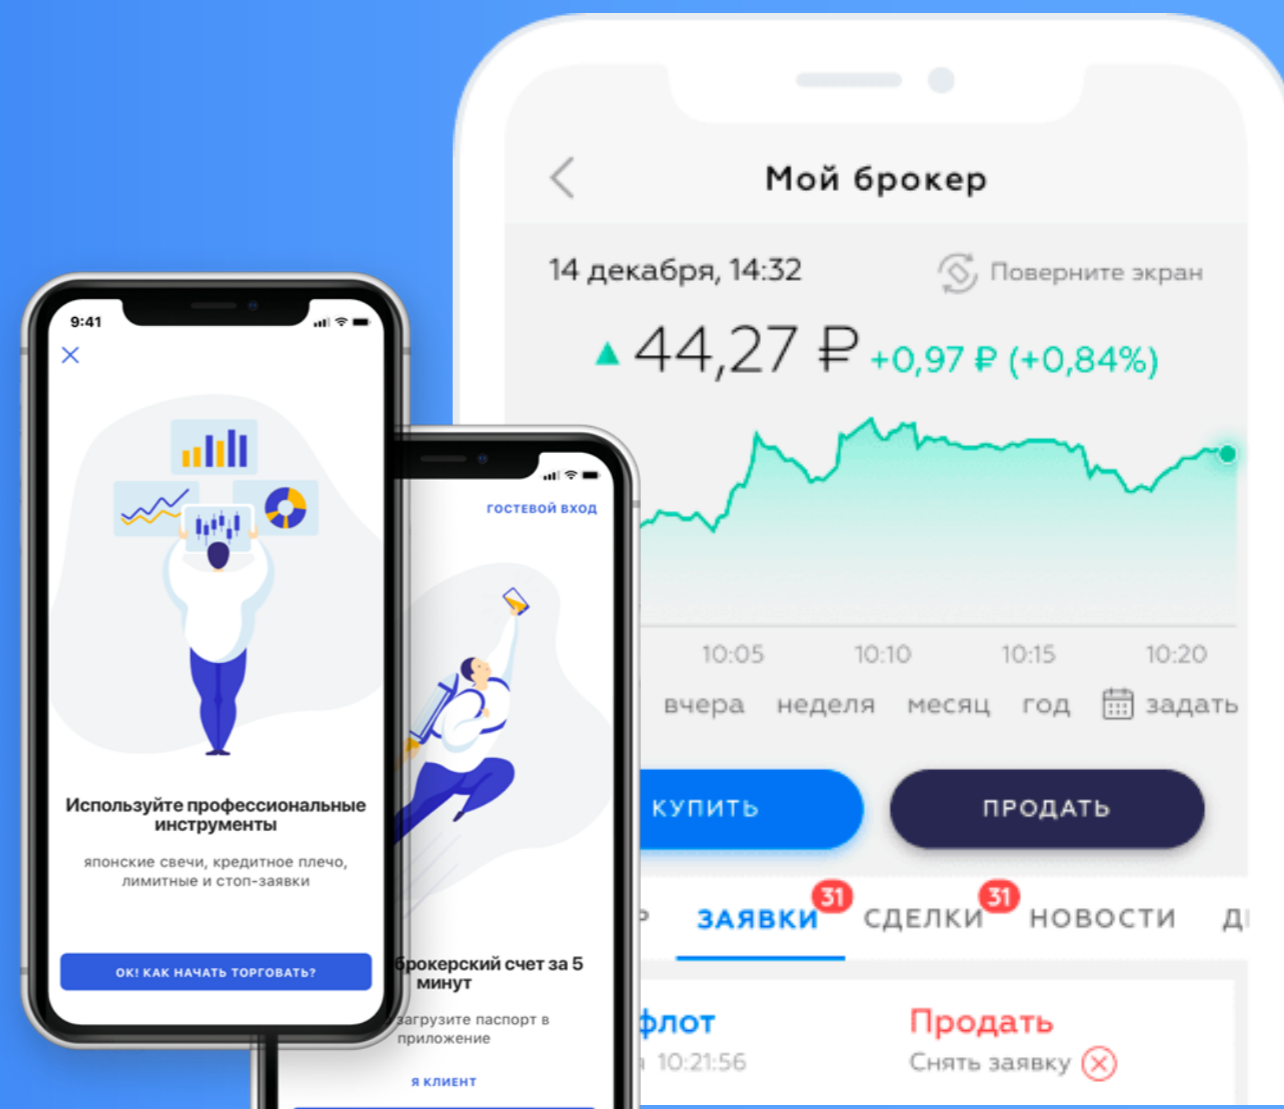 9:41
Используйте профессиональные
инструменты
японские свечи, кредитное плечо,
лимитные и стоп-заявки
ОК! КАК НАЧАТЬ ТОРГОВАТЬ?
ГОСТЕВОЙ ВХОД
брокерский счет за 5
минут
загрузите паспорт в
приложение
Я КЛИЕНТ
Мой брокер
14 декабря, 14:32 Поверните экран
44,27 ₽ +0,97 ₽ (+0,84%)
10:05 10:10 10:15 10:20
вчера неделя месяц год задать
КУПИТЬ ПРОДАТЬ
ЗАЯВКИ 31 СДЕЛКИ 31 НОВОСТИ
флот Продать
10:21:56 Снять заявку